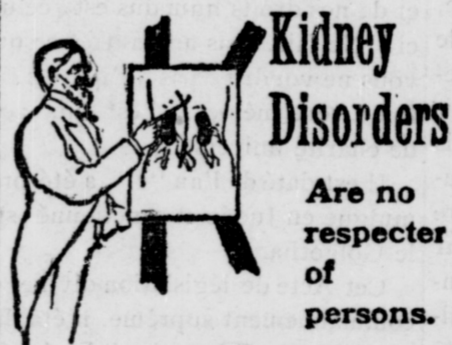 Kidney
Disorders
Are no
respecter
of
persons.